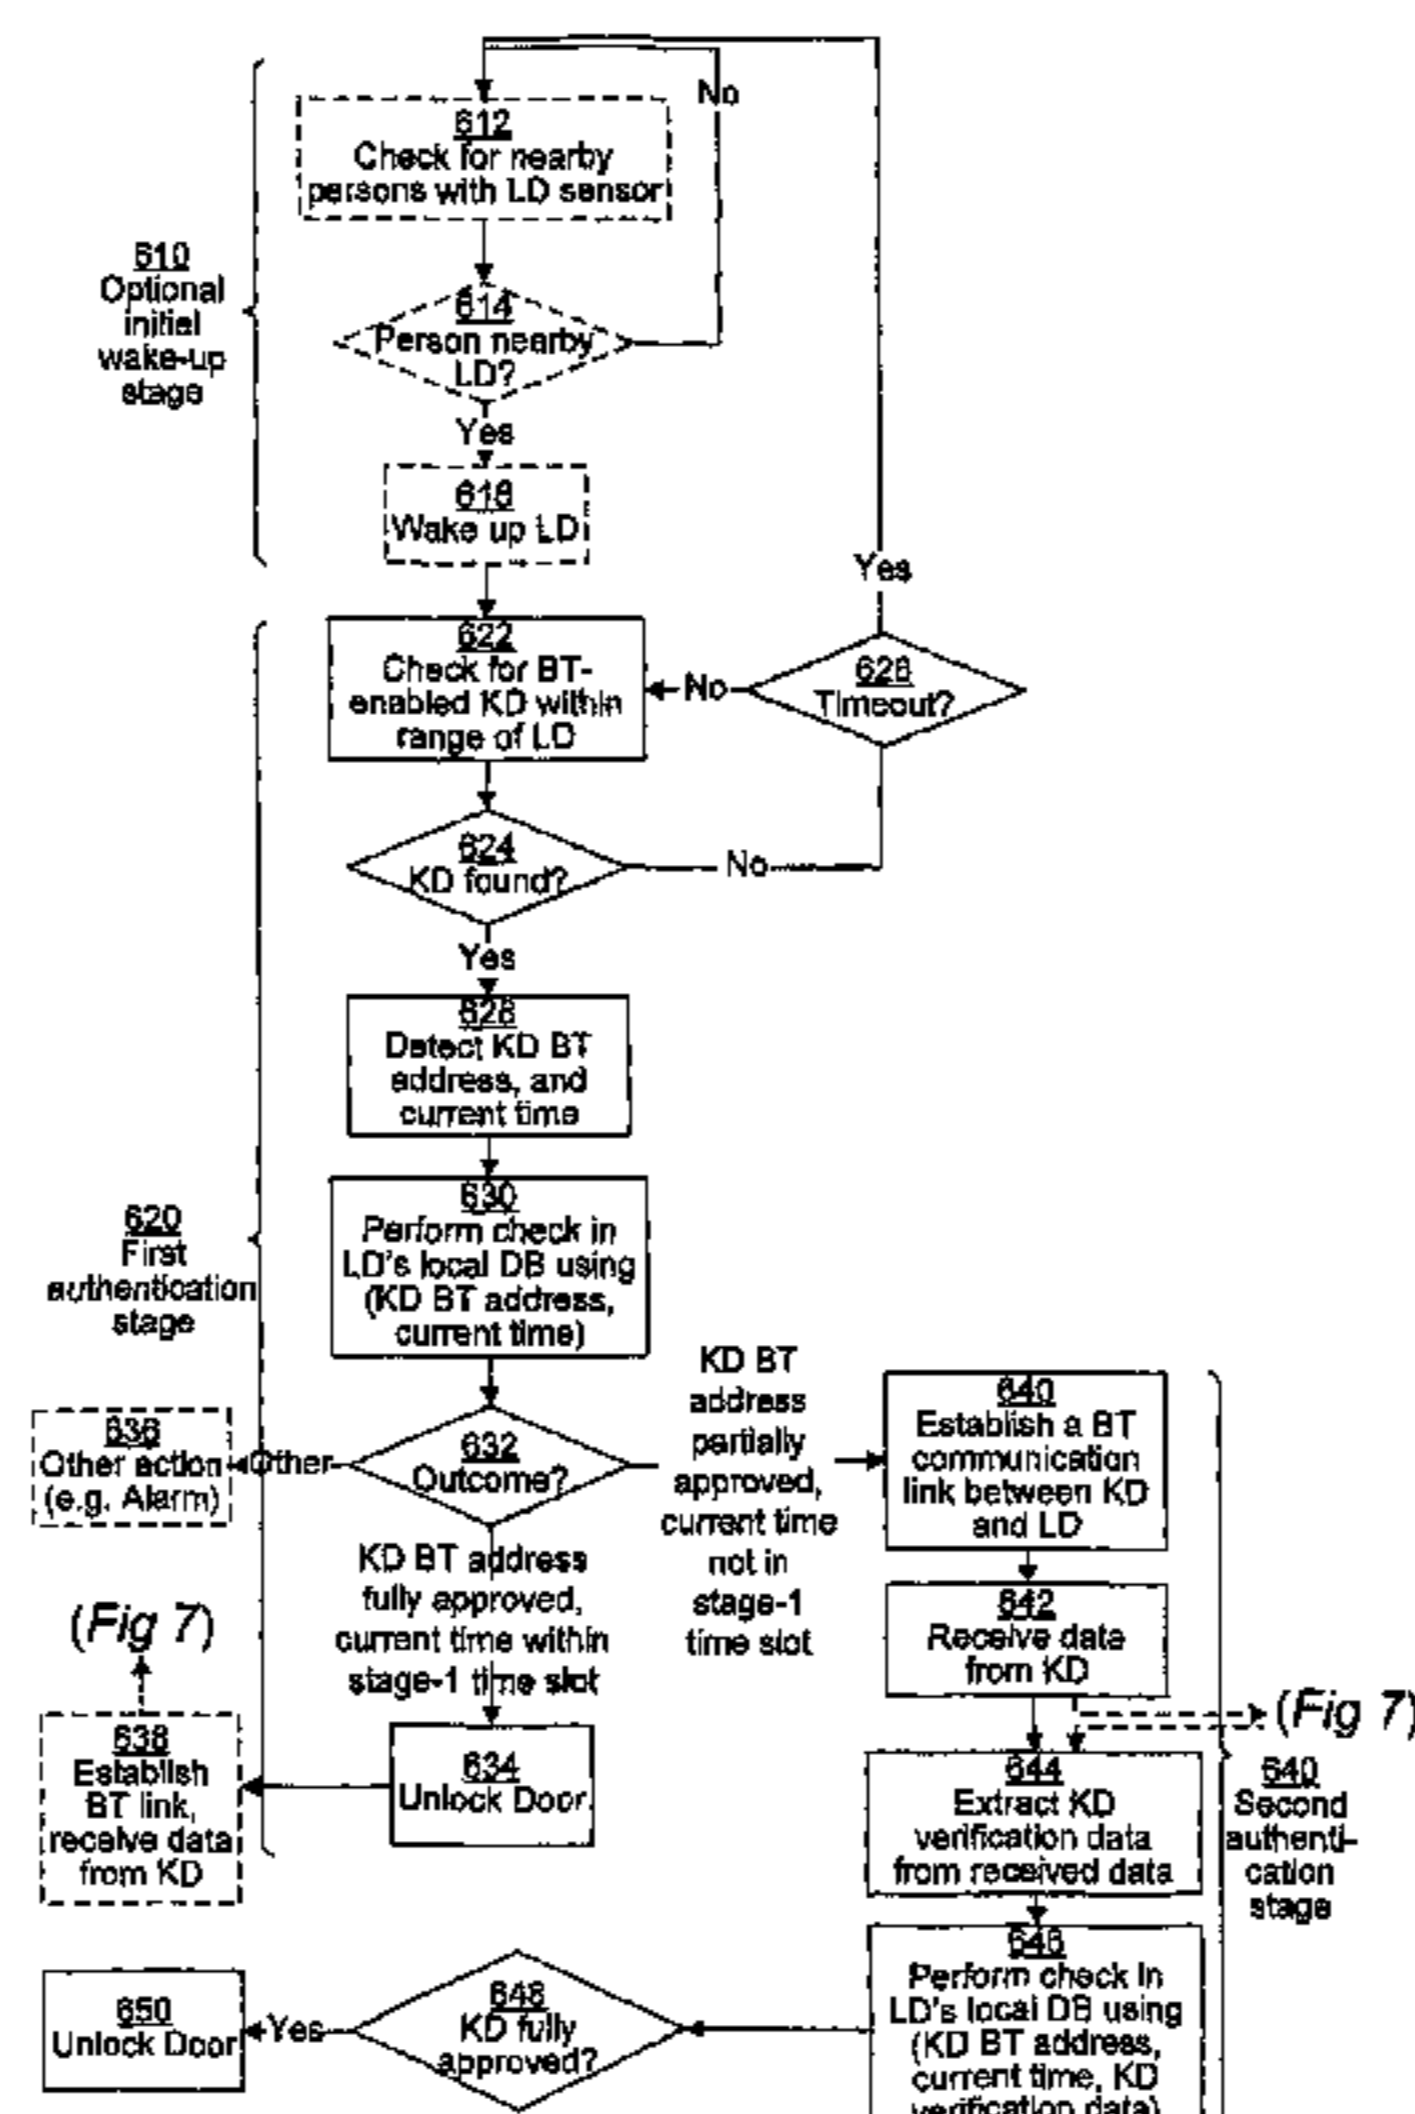 No
612
Check for nearby
persons with LD sensor
610
Optional
initial
wake-up
stage
614
Person nearby
LD?
Yes
616
Wake up LD
Yes
622
Check for BT-
enabled KD within
range of LD
No
626
Timeout?
624
KD found?
No
Yes
628
Detect KD BT
address, and
current time
630
Perform check in
LD's local DB using
(KD BT address,
current time)
620
First
authentication
stage
636
Other action
(e.g. Alarm)
Other
632
Outcome?
KD BT
address
partially
approved,
current time
not in
stage-1
time slot
640
Establish a BT
communication
link between KD
and LD
KD BT address
fully approved,
current time within
stage-1 time slot
642
Receive data
from KD
(Fig 7)
(Fig 7)
638
Establish
BT link,
receive data
from KD
634
Unlock Door
644
Extract KD
verification data
from received data
640
Second
authenti-
cation
stage
646
Perform check in
LD's local DB using
(KD BT address,
current time, KD
verification data)
648
KD fully
approved?
Yes
650
Unlock Door